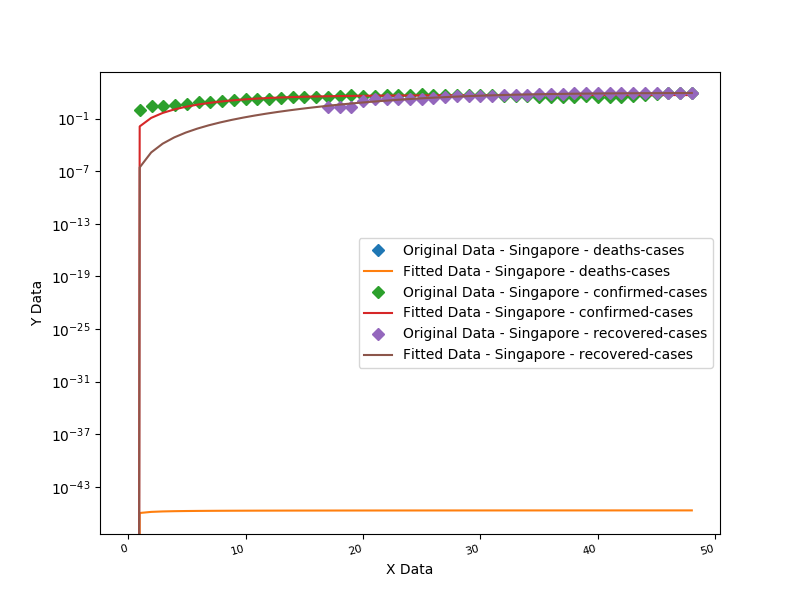 10^-1
10^-7
10^-13
10^-19
10^-25
10^-31
10^-37
10^-43
Y Data
Original Data - Singapore - deaths-cases
Fitted Data - Singapore - deaths-cases
Original Data - Singapore - confirmed-cases
Fitted Data - Singapore - confirmed-cases
Original Data - Singapore - recovered-cases
Fitted Data - Singapore - recovered-cases
0 10 20 30 40 50
X Data